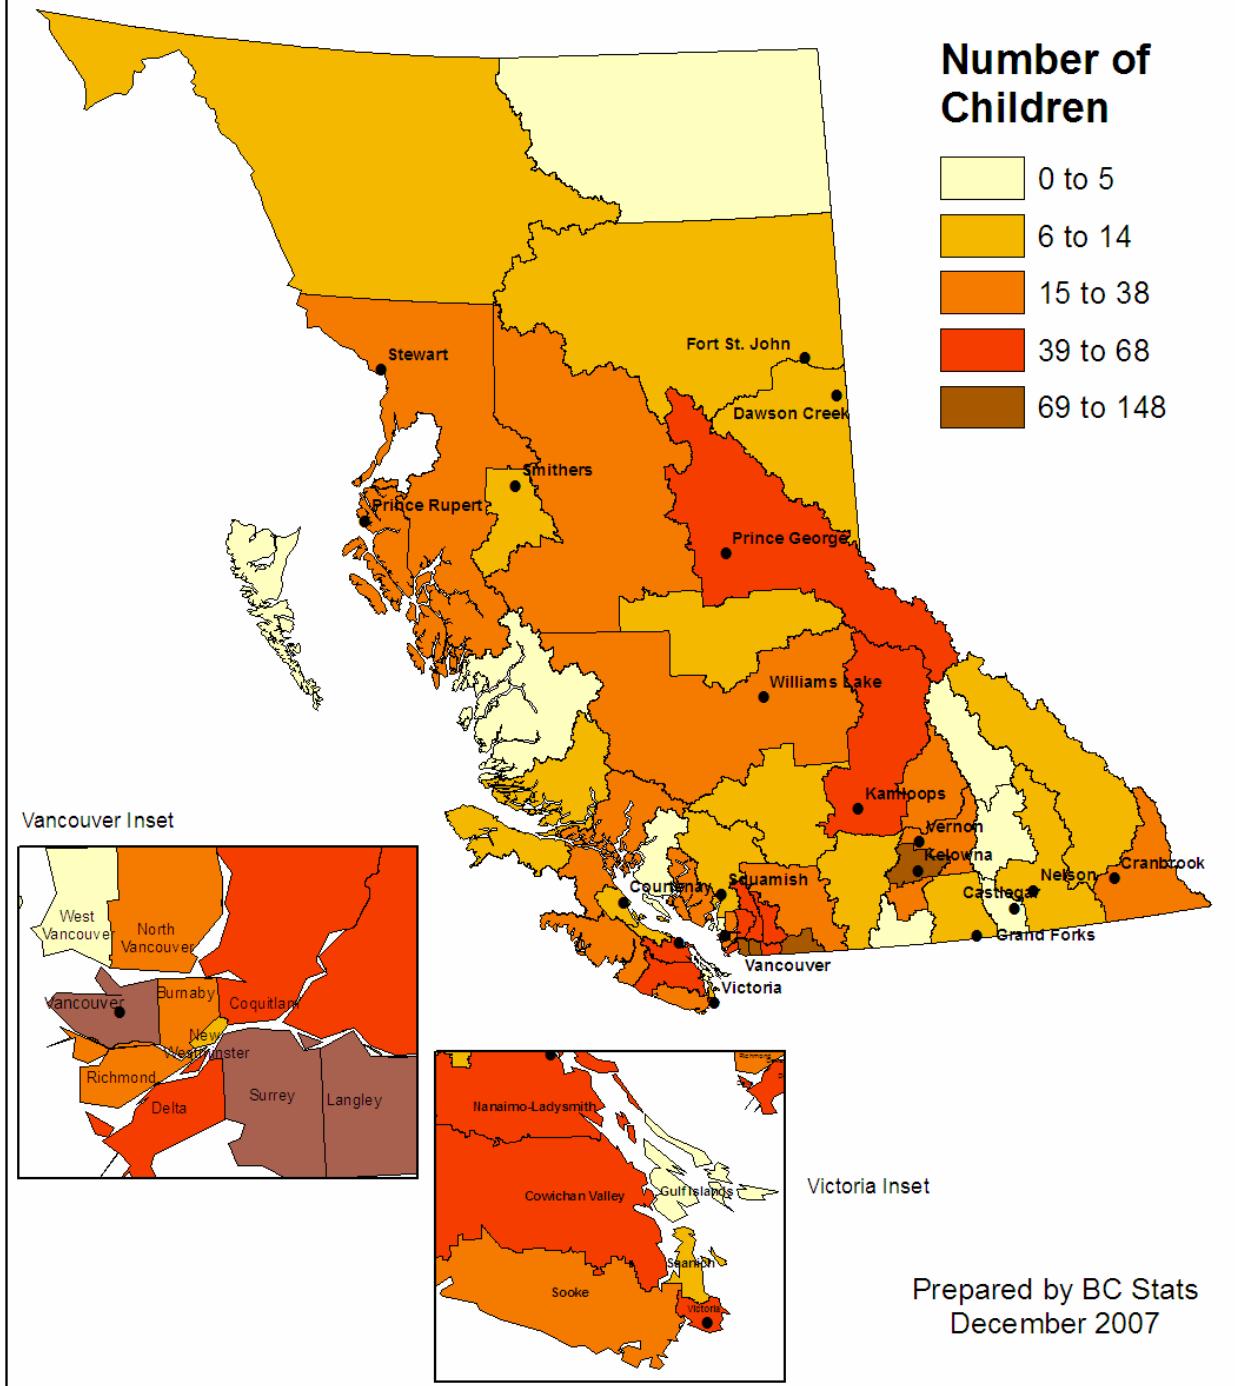 Number of
Children
0 to 5
6 to 14
15 to 38
39 to 68
69 to 148
Stewart
Fort St. John
Dawson Creek
Smithers
Prince Rupert
Prince George
Williams Lake
Kamloops
Vernon
Kelowna
Cranbrook
Nelson
Castlegar
Grand Forks
Courtenay
Squamish
Vancouver
Victoria
Vancouver Inset
West
Vancouver
North
Vancouver
Vancouver
Burnaby
Coquitlam
New
Westminster
Richmond
Delta
Surrey
Langley
Richmond
Nanaimo-Ladysmith
Cowichan Valley
Gulf Islands
Saanich
Sooke
Victoria
Victoria Inset
Prepared by BC Stats
December 2007